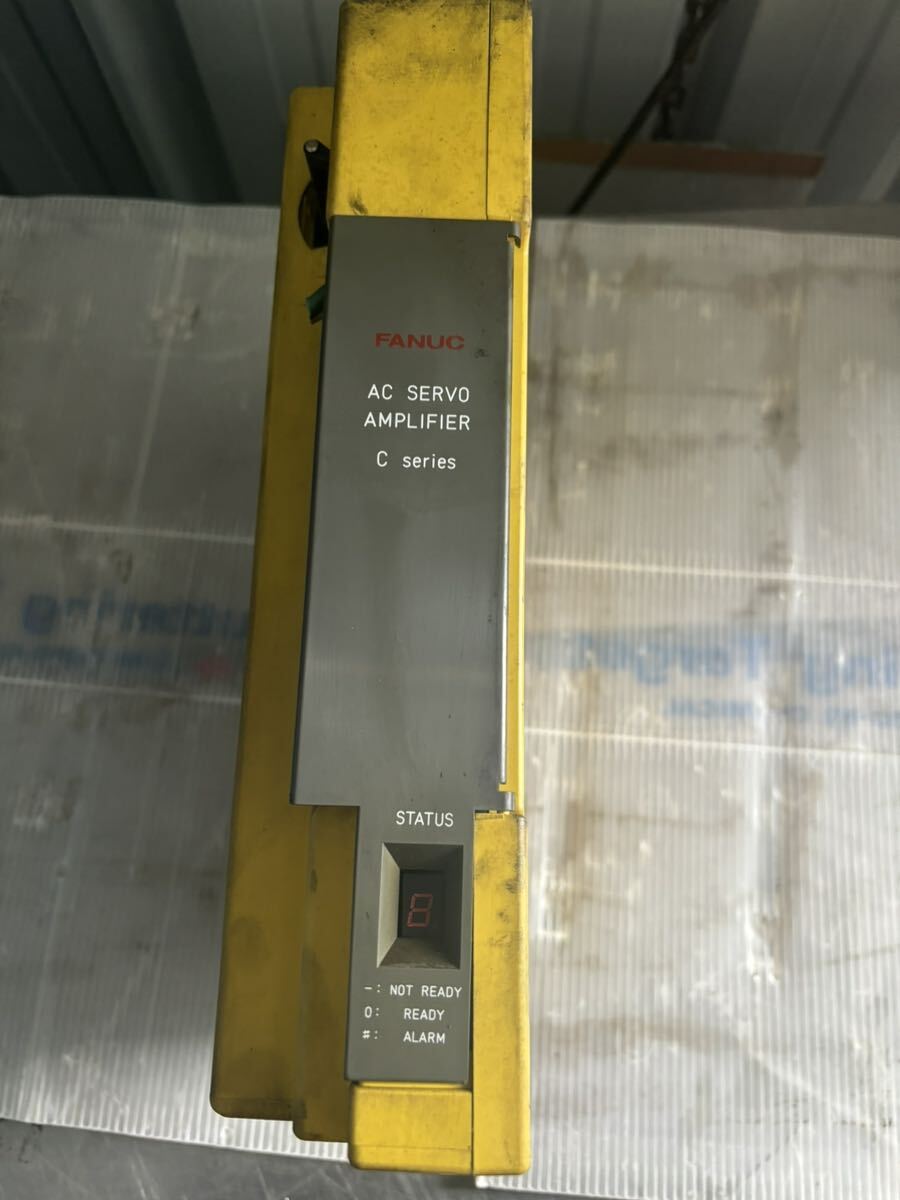 FANUC
AC SERVO
AMPLIFIER
C series
STATUS
8
-: NOT READY
0: READY
#: ALARM